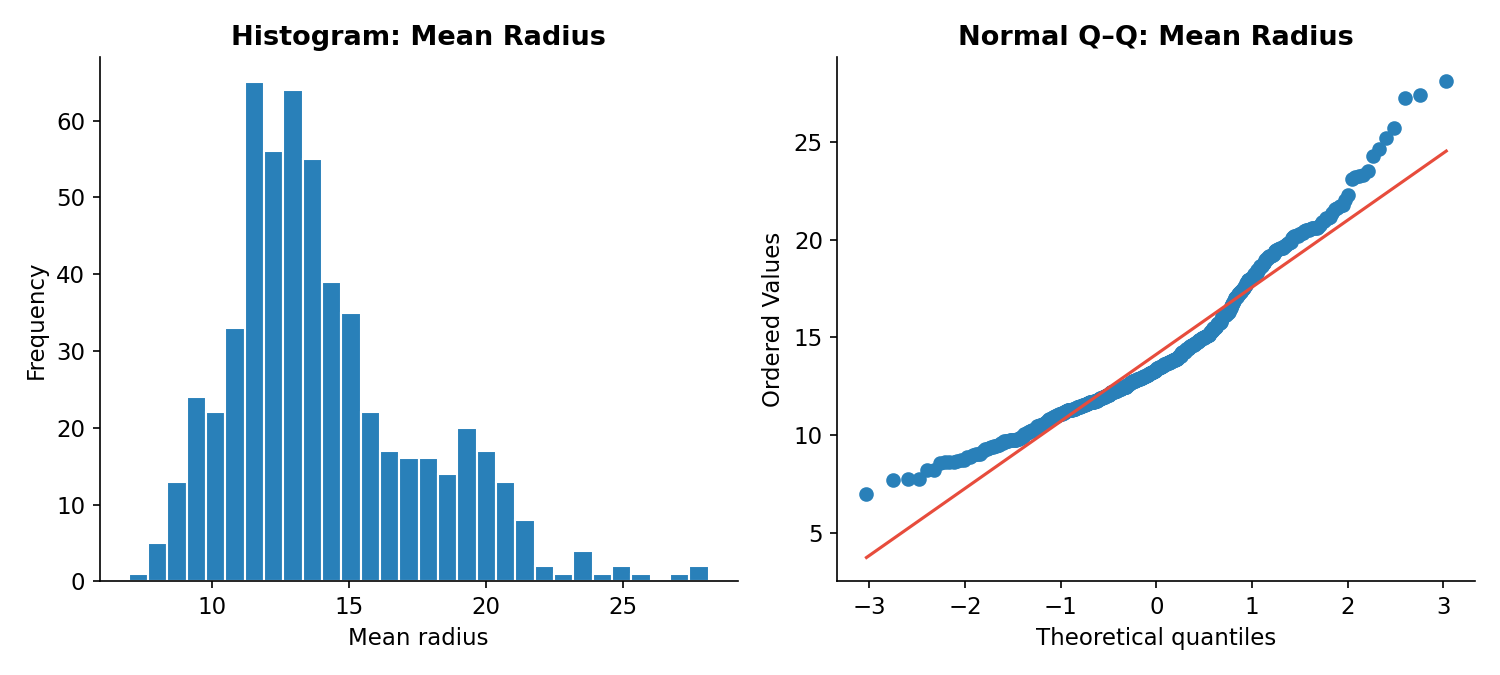 Histogram: Mean Radius
Frequency
60
50
40
30
20
10
0
10 15 20 25
Mean radius
Normal Q–Q: Mean Radius
Ordered Values
25
20
15
10
5
−3 −2 −1 0 1 2 3
Theoretical quantiles